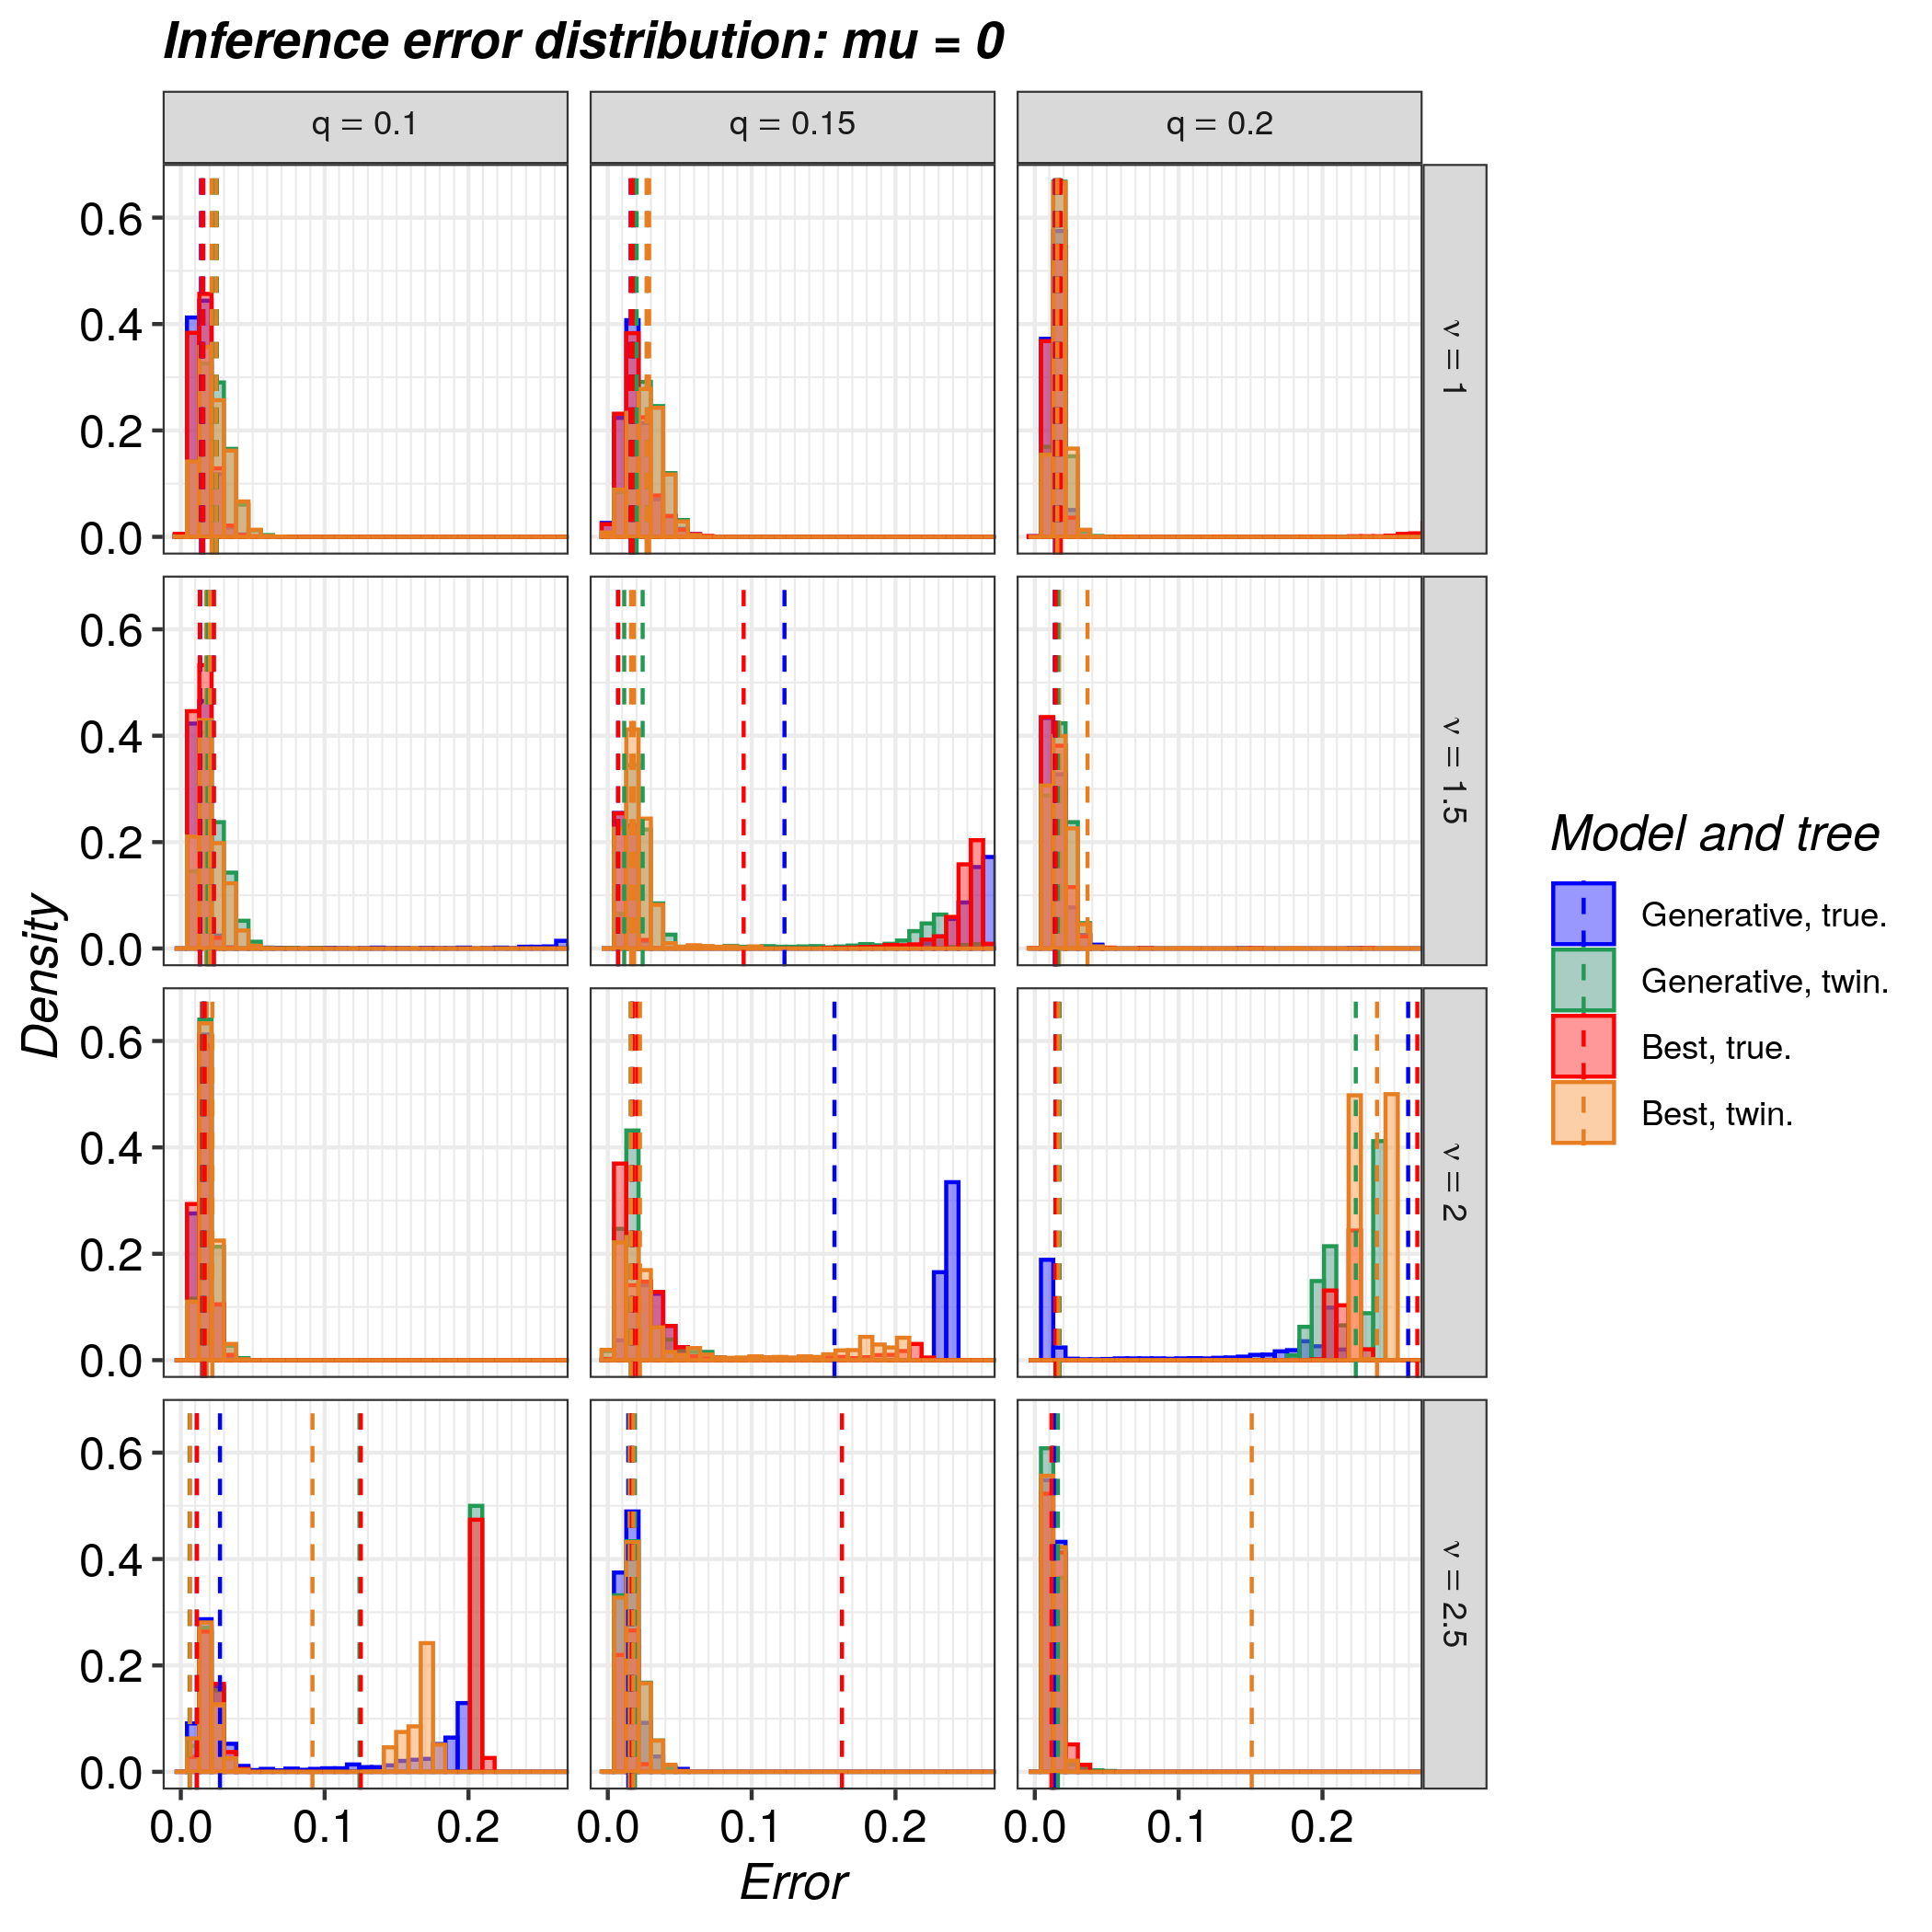 Inference error distribution: mu = 0
q = 0.1
q = 0.15
q = 0.2
0.6
0.4
0.2
0.0
ν = 1
0.6
0.4
0.2
0.0
ν = 1.5
0.6
0.4
0.2
0.0
ν = 2
0.6
0.4
0.2
0.0
ν = 2.5
0.0 0.1 0.2
0.0 0.1 0.2
0.0 0.1 0.2
Error
Density
Model and tree
Generative, true.
Generative, twin.
Best, true.
Best, twin.